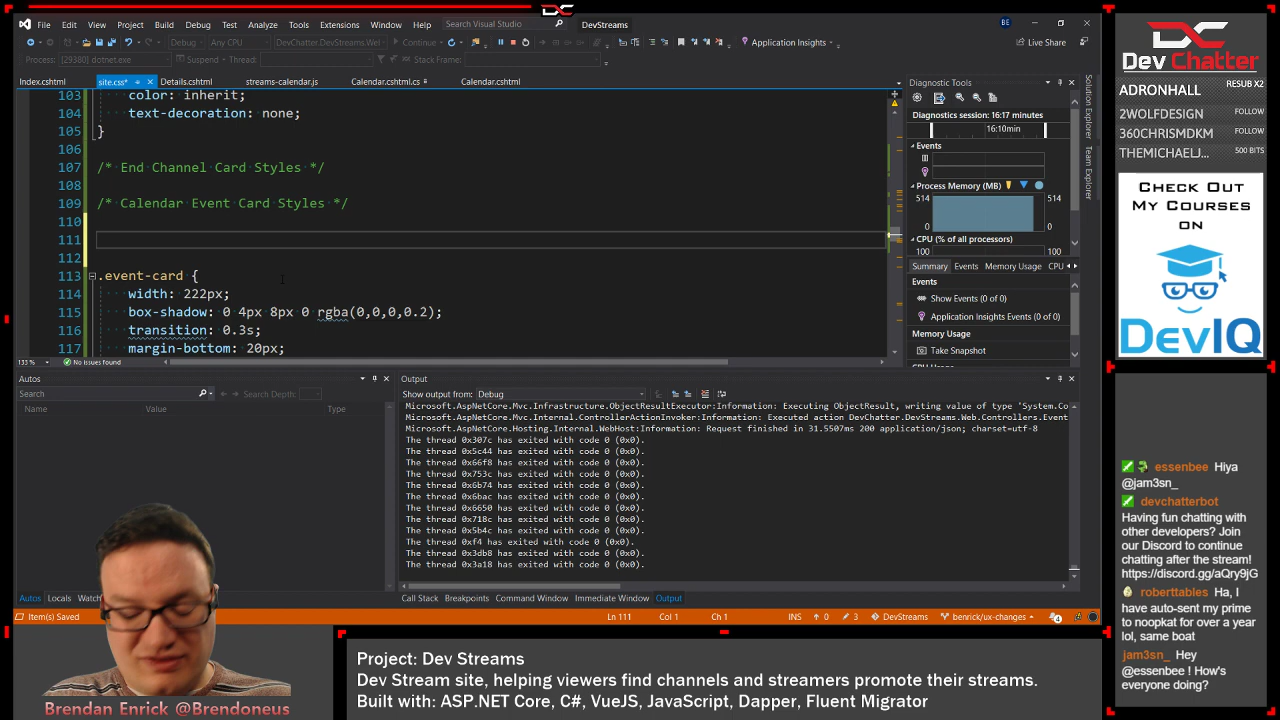 File Edit View Project Build Debug Test Analyze Tools Extensions Window Help Search Visual Studio DevStreams BE
Debug Any CPU DevChatter.DevStreams.We Continue Application Insights Live Share
Process: [29380] dotnet.exe Suspend Thread: Stack Frame:
Index.cshtml site.css* Details.cshtml streams-calendar.js Calendar.cshtml.cs Calendar.cshtml
103 color: inherit;
104 text-decoration: none;
105 }
106
107 /* End Channel Card Styles */
108
109 /* Calendar Event Card Styles */
110
111
112
113 .event-card {
114 width: 222px;
115 box-shadow: 0 4px 8px 0 rgba(0,0,0,0.2);
116 transition: 0.3s;
117 margin-bottom: 20px;
133 % No issues found
Diagnostic Tools
Diagnostics session: 16:17 minutes
16:10min
Events
Process Memory (MB)
514 514
0 0
CPU (% of all processors)
100 100
Summary Events Memory Usage CPU
Events
Show Events (0 of 0)
Application Insights Events (0 of 0)
Memory Usage
Take Snapshot
CPU Usage
Solution Explorer
Team Explorer
Autos
Search Search Depth:
Name Value Type
Autos Locals Watch
Output
Show output from: Debug
Microsoft.AspNetCore.Mvc.Infrastructure.ObjectResultExecutor:Information: Executing ObjectResult, writing value of type 'System.Co
Microsoft.AspNetCore.Mvc.Internal.ControllerActionInvoker:Information: Executed action DevChatter.DevStreams.Web.Controllers.Event
Microsoft.AspNetCore.Hosting.Internal.WebHost:Information: Request finished in 31.5507ms 200 application/json; charset=utf-8
The thread 0x307c has exited with code 0 (0x0).
The thread 0x5c44 has exited with code 0 (0x0).
The thread 0x66f8 has exited with code 0 (0x0).
The thread 0x753c has exited with code 0 (0x0).
The thread 0x6b74 has exited with code 0 (0x0).
The thread 0x6bac has exited with code 0 (0x0).
The thread 0x6650 has exited with code 0 (0x0).
The thread 0x718c has exited with code 0 (0x0).
The thread 0x5b4c has exited with code 0 (0x0).
The thread 0xf4 has exited with code 0 (0x0).
The thread 0x3db8 has exited with code 0 (0x0).
The thread 0x3a18 has exited with code 0 (0x0).
Call Stack Breakpoints Exception Settings Command Window Immediate Window Output
Item(s) Saved Ln 111 Col 1 Ch 1 INS 0 3 DevStreams benrick/ux-changes 4
Brendan Enrick @Brendoneus
Project: Dev Streams
Dev Stream site, helping viewers find channels and streamers promote their streams.
Built with: ASP.NET Core, C#, VueJS, JavaScript, Dapper, Fluent Migrator
Dev Chatter
ADRONHALL RESUB X2
2WOLFDESIGN FOLLOW
360CHRISMDKM FOLLOW
THEMICHAELJ... 500 BITS
CHECK OUT
MY COURSES
ON
DevIQ
essenbee Hiya
@jam3sn_
devchatterbot
Having fun chatting with
other developers? Join
our Discord to continue
chatting after the stream!
https://discord.gg/aQry9jG
roberttables Ha, I
have auto-sent my prime
to noopkat for over a year
lol, same boat
jam3sn_ Hey
@essenbee ! How's
everyone doing?